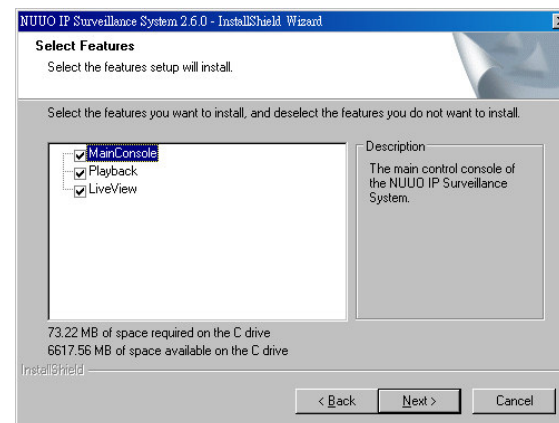 NUUO IP Surveillance System 2.6.0 - InstallShield Wizard
Select Features
Select the features setup will install.
Select the features you want to install, and deselect the features you do not want to install.
MainConsole
Playback
LiveView
Description
The main control console of
the NUUO IP Surveillance
System.
73.22 MB of space required on the C drive
6617.56 MB of space available on the C drive
InstallShield
< Back
Next >
Cancel